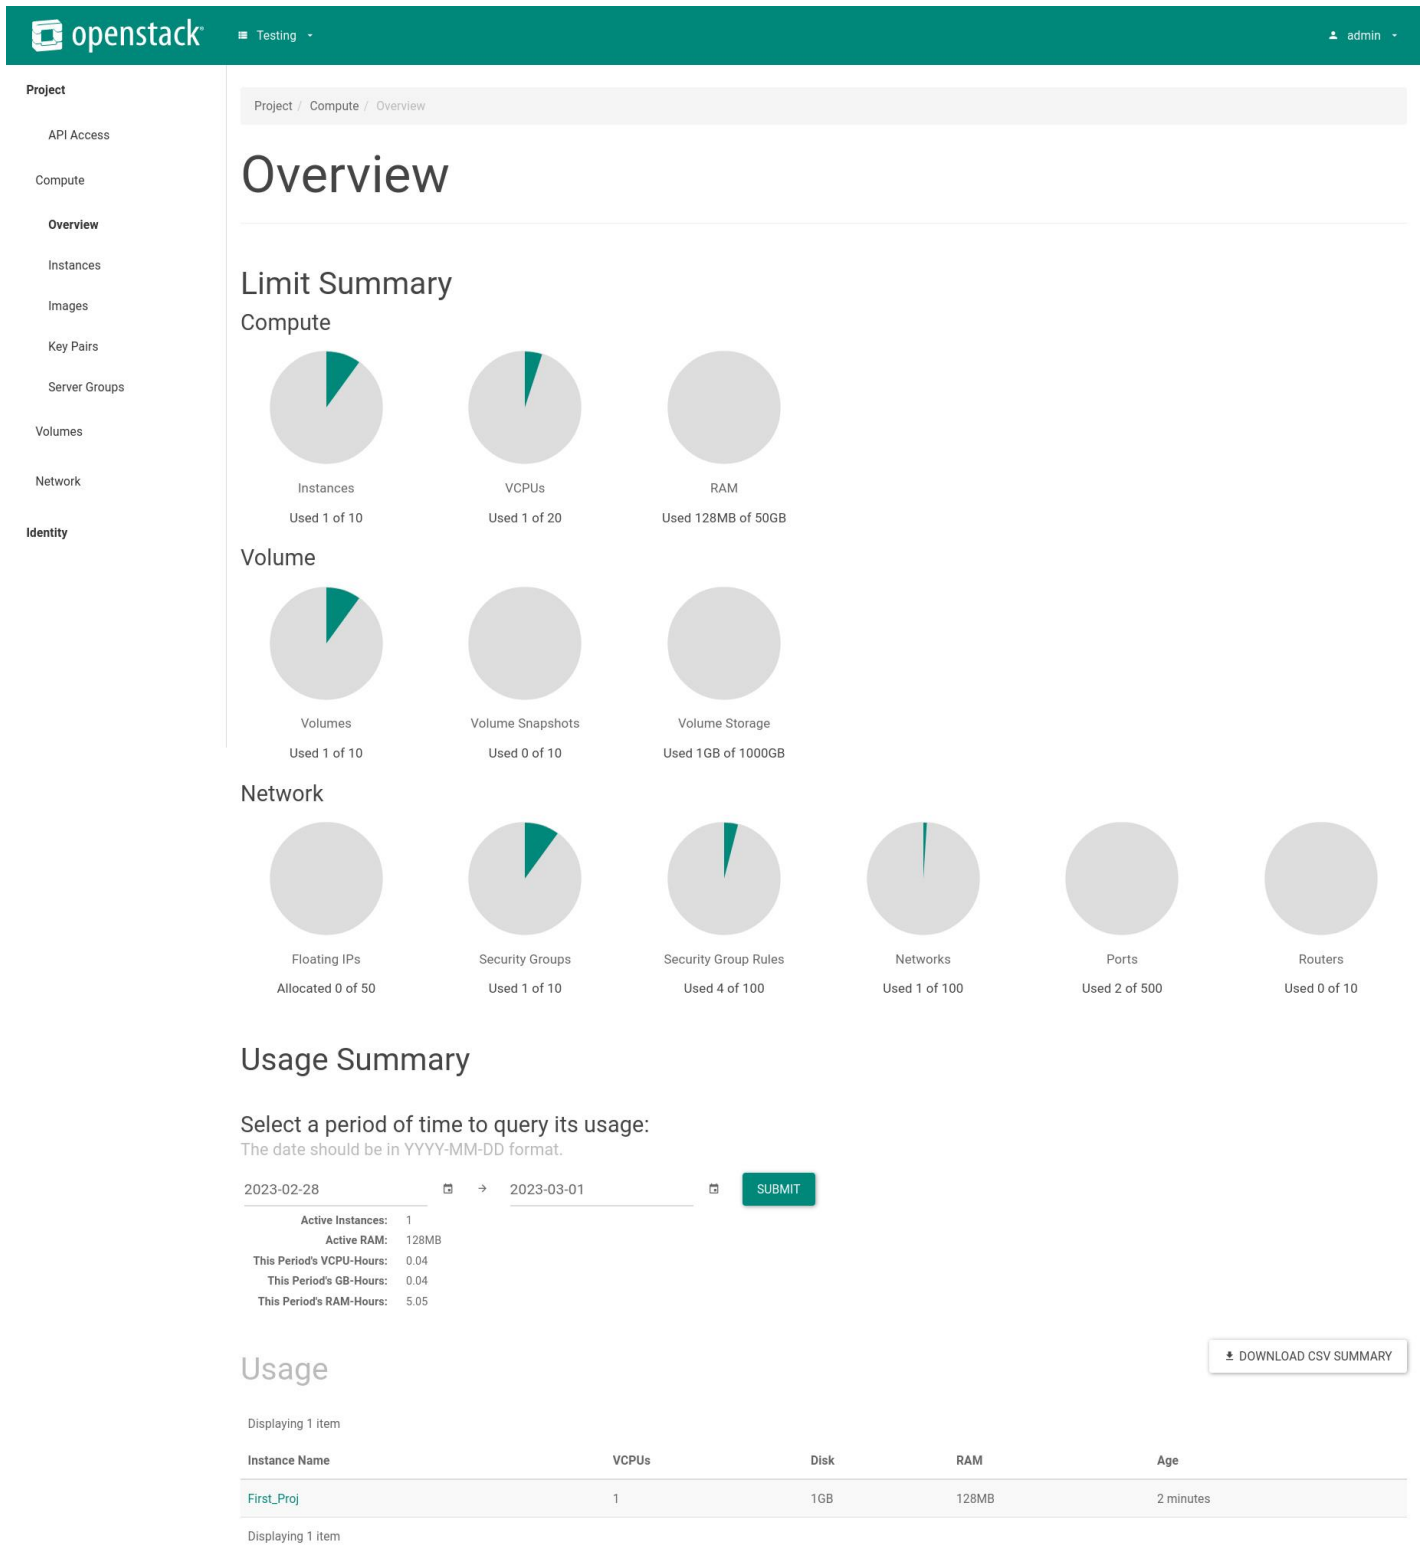 openstack. Testing admin
Project
Project / Compute / Overview
API Access
Compute
Overview
Instances
Images
Key Pairs
Server Groups
Volumes
Network
Identity
Overview
Limit Summary
Compute
Instances VCPUs RAM
Used 1 of 10 Used 1 of 20 Used 128MB of 50GB
Volume
Volumes Volume Snapshots Volume Storage
Used 1 of 10 Used 0 of 10 Used 1GB of 1000GB
Network
Floating IPs Security Groups Security Group Rules Networks Ports Routers
Allocated 0 of 50 Used 1 of 10 Used 4 of 100 Used 1 of 100 Used 2 of 500 Used 0 of 10
Usage Summary
Select a period of time to query its usage:
The date should be in YYYY-MM-DD format.
2023-02-28 → 2023-03-01 SUBMIT
Active Instances: 1
Active RAM: 128MB
This Period's VCPU-Hours: 0.04
This Period's GB-Hours: 0.04
This Period's RAM-Hours: 5.05
Usage DOWNLOAD CSV SUMMARY
Displaying 1 item
Instance Name VCPUs Disk RAM Age
First_Proj 1 1GB 128MB 2 minutes
Displaying 1 item